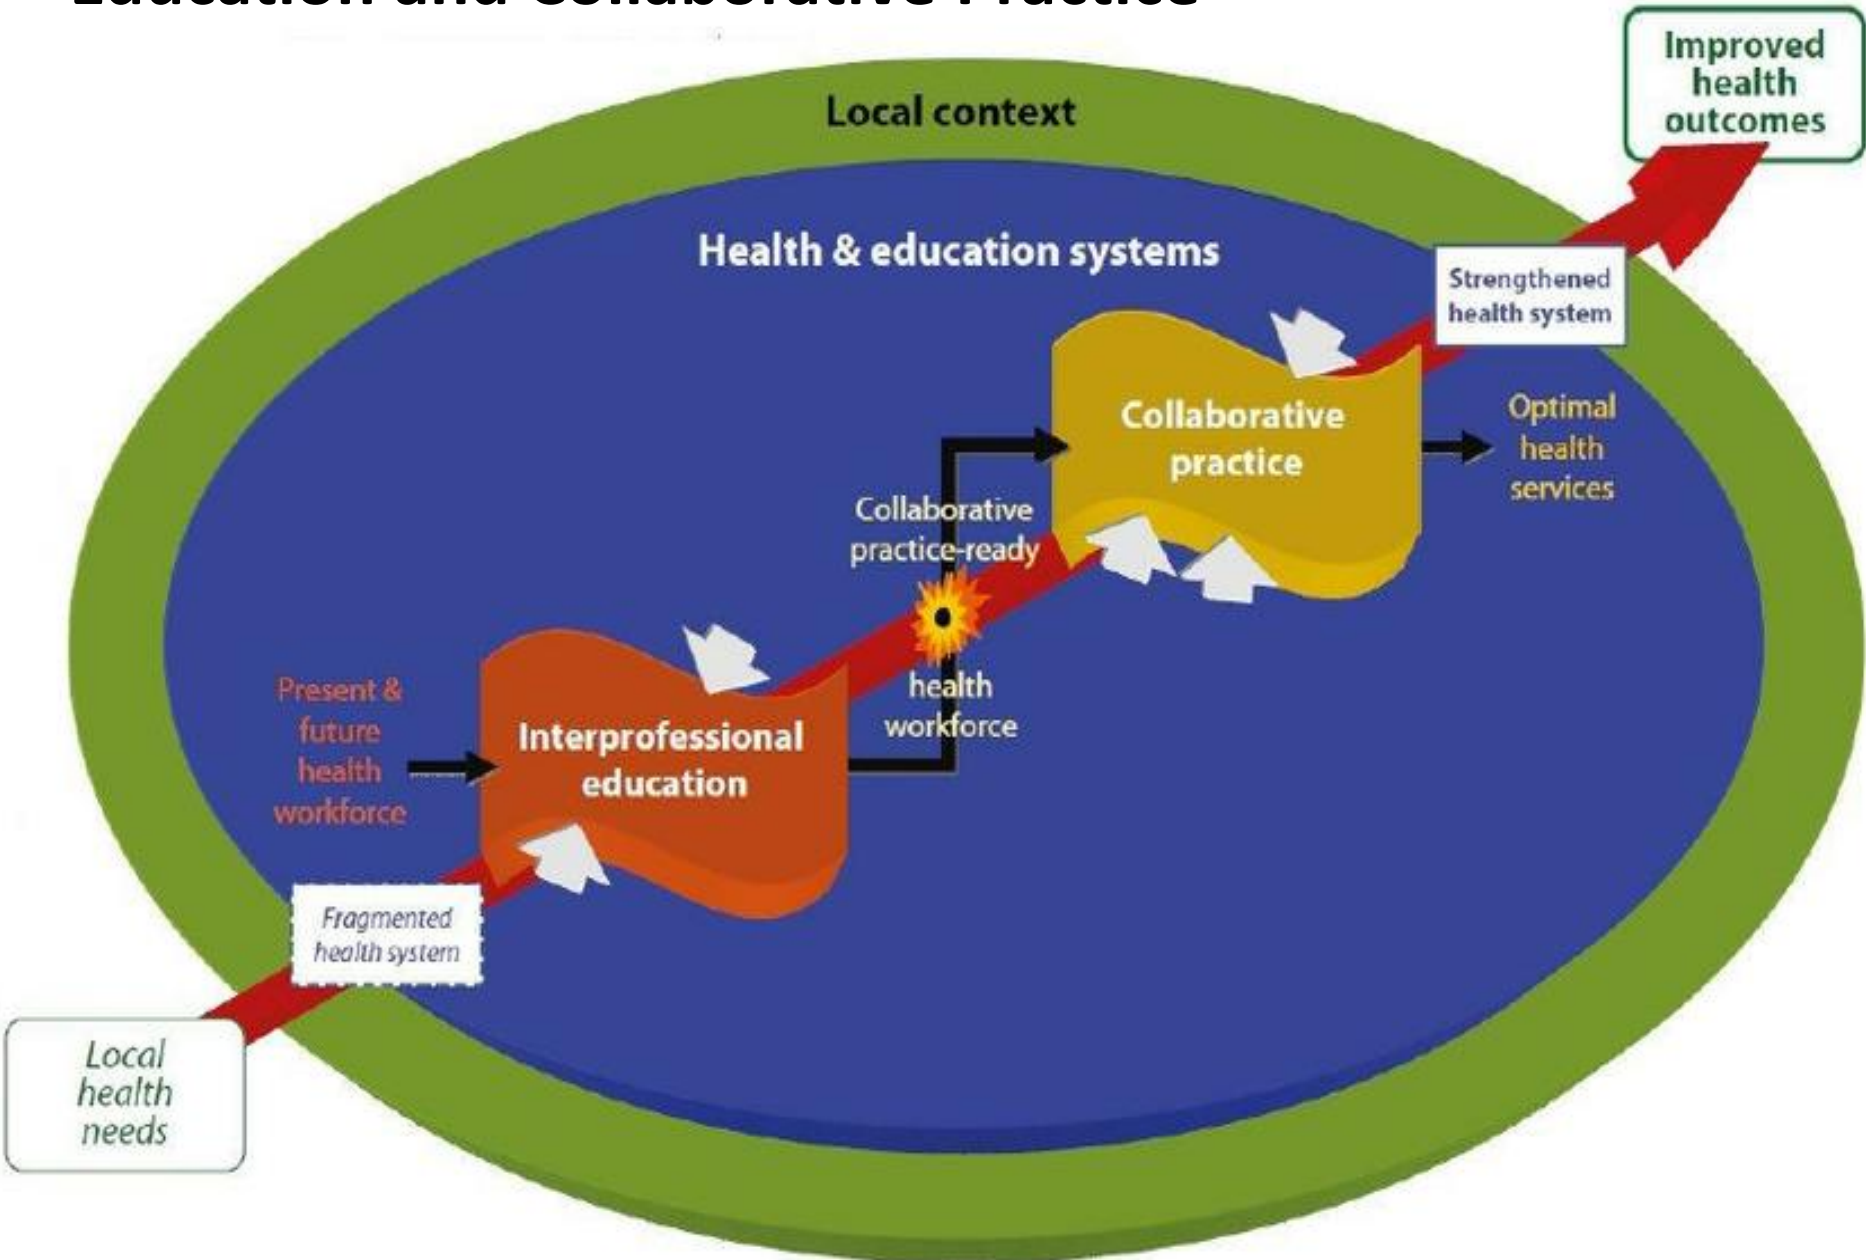 Education and Collaborative Practice
Improved
health
outcomes
Local context
Health & education systems
Strengthened
health system
Collaborative
practice
Optimal
health
services
Collaborative
practice-ready
health
workforce
Present &
future
health
workforce
Interprofessional
education
Fragmented
health system
Local
health
needs